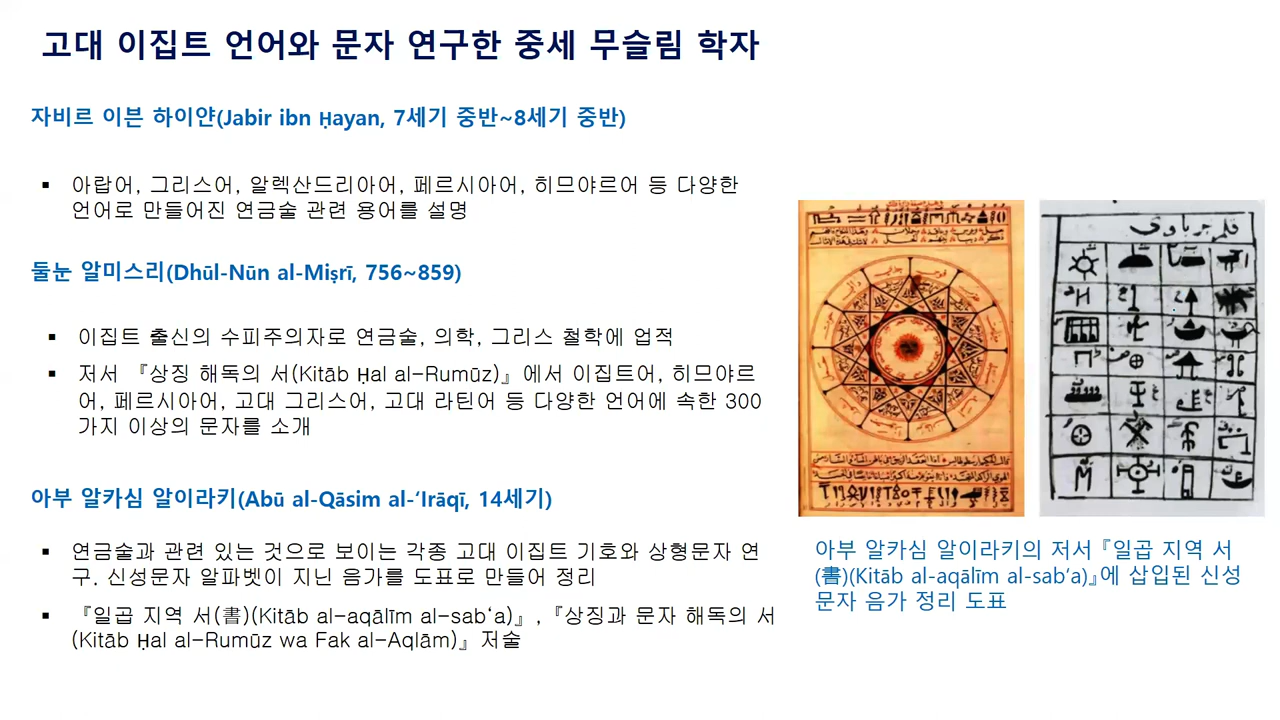 고대 이집트 언어와 문자 연구한 중세 무슬림 학자
자비르 이븐 하이얀(Jabir ibn Ḥayan, 7세기 중반~8세기 중반)
▪ 아랍어, 그리스어, 알렉산드리아어, 페르시아어, 히므야르어 등 다양한
언어로 만들어진 연금술 관련 용어를 설명
둘눈 알미스리(Dhūl-Nūn al-Miṣrī, 756~859)
▪ 이집트 출신의 수피주의자로 연금술, 의학, 그리스 철학에 업적
▪ 저서 『상징 해독의 서(Kitāb Ḥal al-Rumūz)』에서 이집트어, 히므야르
어, 페르시아어, 고대 그리스어, 고대 라틴어 등 다양한 언어에 속한 300
가지 이상의 문자를 소개
아부 알카심 알이라키(Abū al-Qāsim al-‘Irāqī, 14세기)
▪ 연금술과 관련 있는 것으로 보이는 각종 고대 이집트 기호와 상형문자 연
구. 신성문자 알파벳이 지닌 음가를 도표로 만들어 정리
▪ 『일곱 지역 서(書)(Kitāb al-aqālīm al-sab‘a)』, 『상징과 문자 해독의 서
(Kitāb Ḥal al-Rumūz wa Fak al-Aqlām)』 저술
قلم برباوي
아부 알카심 알이라키의 저서 『일곱 지역 서
(書)(Kitāb al-aqālīm al-sab‘a)』에 삽입된 신성
문자 음가 정리 도표